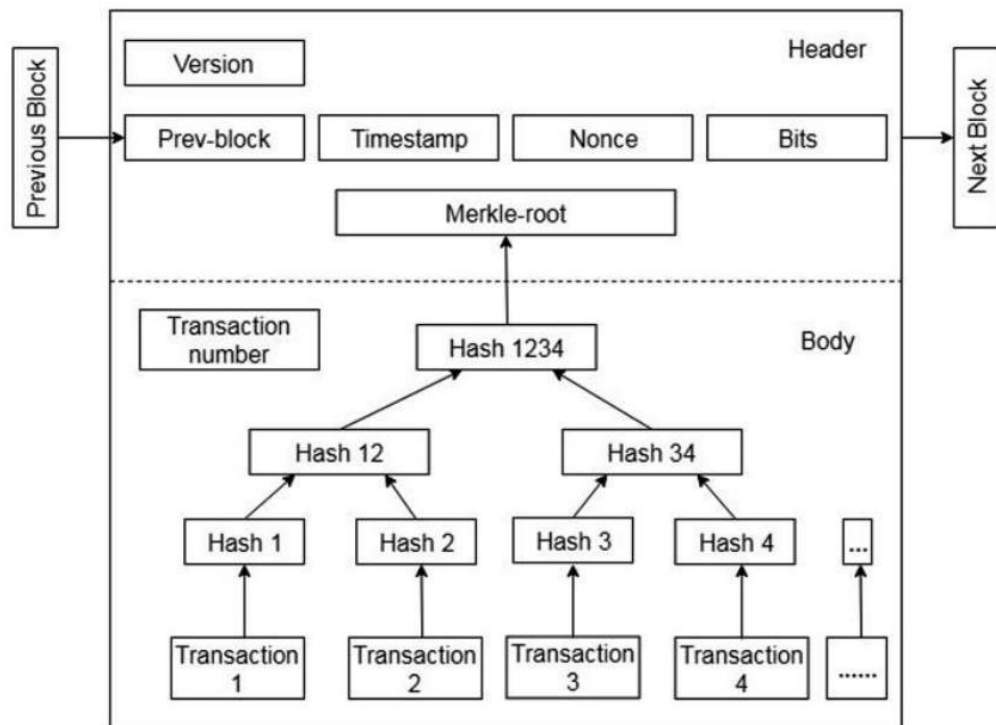 Header
Version
Previous Block
Prev-block
Timestamp
Nonce
Bits
Next Block
Merkle-root
Transaction
number
Body
Hash 1234
Hash 12
Hash 34
Hash 1
Hash 2
Hash 3
Hash 4
...
Transaction
1
Transaction
2
Transaction
3
Transaction
4
......